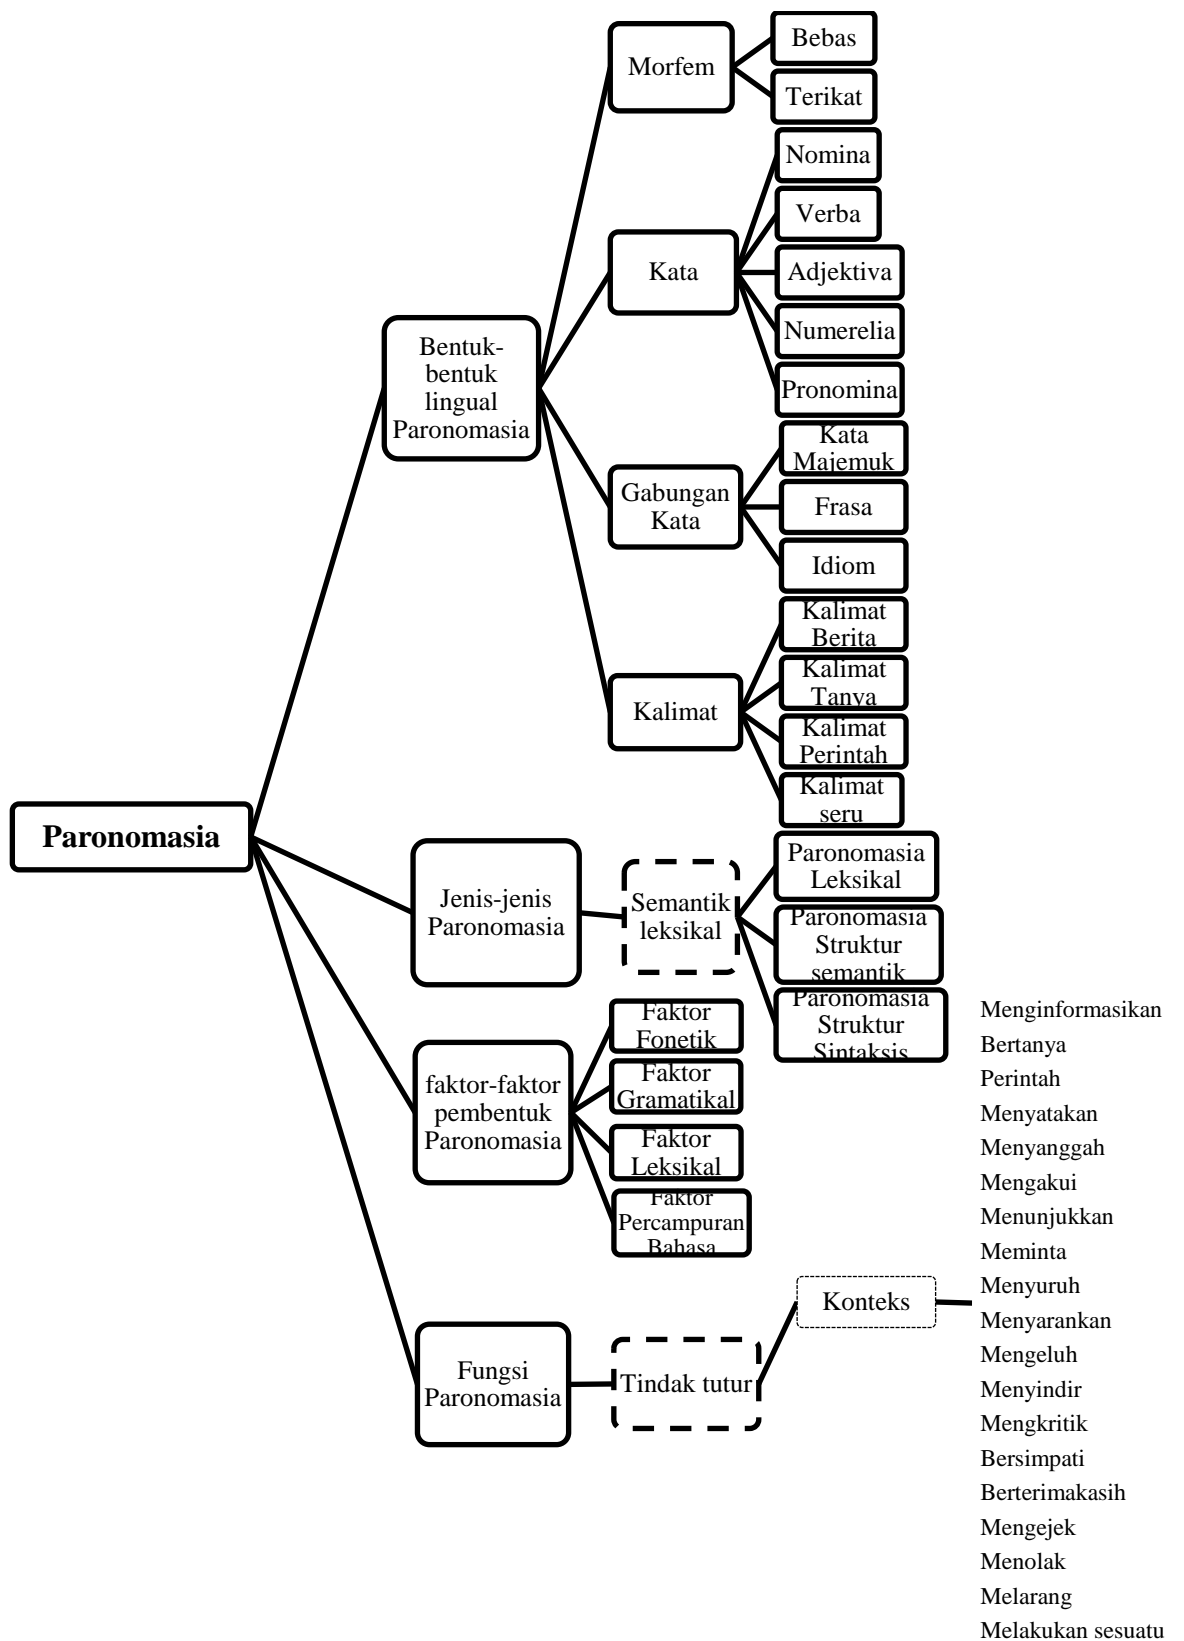 Paronomasia
Bentuk-
bentuk
lingual
Paronomasia
Morfem
Bebas
Terikat
Kata
Nomina
Verba
Adjektiva
Numerelia
Pronomina
Gabungan
Kata
Kata
Majemuk
Frasa
Idiom
Kalimat
Kalimat
Berita
Kalimat
Tanya
Kalimat
Perintah
Kalimat
seru
Jenis-jenis
Paronomasia
Semantik
leksikal
Paronomasia
Leksikal
Paronomasia
Struktur
semantik
Paronomasia
Struktur
Sintaksis
faktor-faktor
pembentuk
Paronomasia
Faktor
Fonetik
Faktor
Gramatikal
Faktor
Leksikal
Faktor
Percampuran
Bahasa
Fungsi
Paronomasia
Tindak tutur
Konteks
Menginformasikan
Bertanya
Perintah
Menyatakan
Menyanggah
Mengakui
Menunjukkan
Meminta
Menyuruh
Menyarankan
Mengeluh
Menyindir
Mengkritik
Bersimpati
Berterimakasih
Mengejek
Menolak
Melarang
Melakukan sesuatu